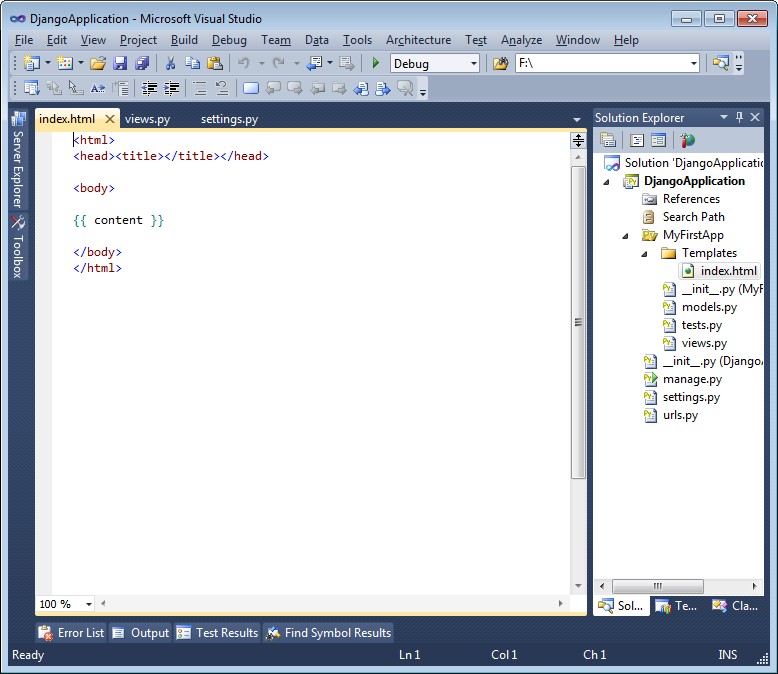 DjangoApplication - Microsoft Visual Studio
File Edit View Project Build Debug Team Data Tools Architecture Test Analyze Window Help
Debug F:\
index.html views.py settings.py
<html>
<head><title></title></head>
<body>
{{ content }}
</body>
</html>
100 %
Server Explorer
Toolbox
Solution Explorer
Solution 'DjangoApplicatio
DjangoApplication
References
Search Path
MyFirstApp
Templates
index.html
__init__.py (MyF
models.py
tests.py
views.py
__init__.py (DjangoA
manage.py
settings.py
urls.py
Sol... Te... Cla...
Error List Output Test Results Find Symbol Results
Ready Ln 1 Col 1 Ch 1 INS